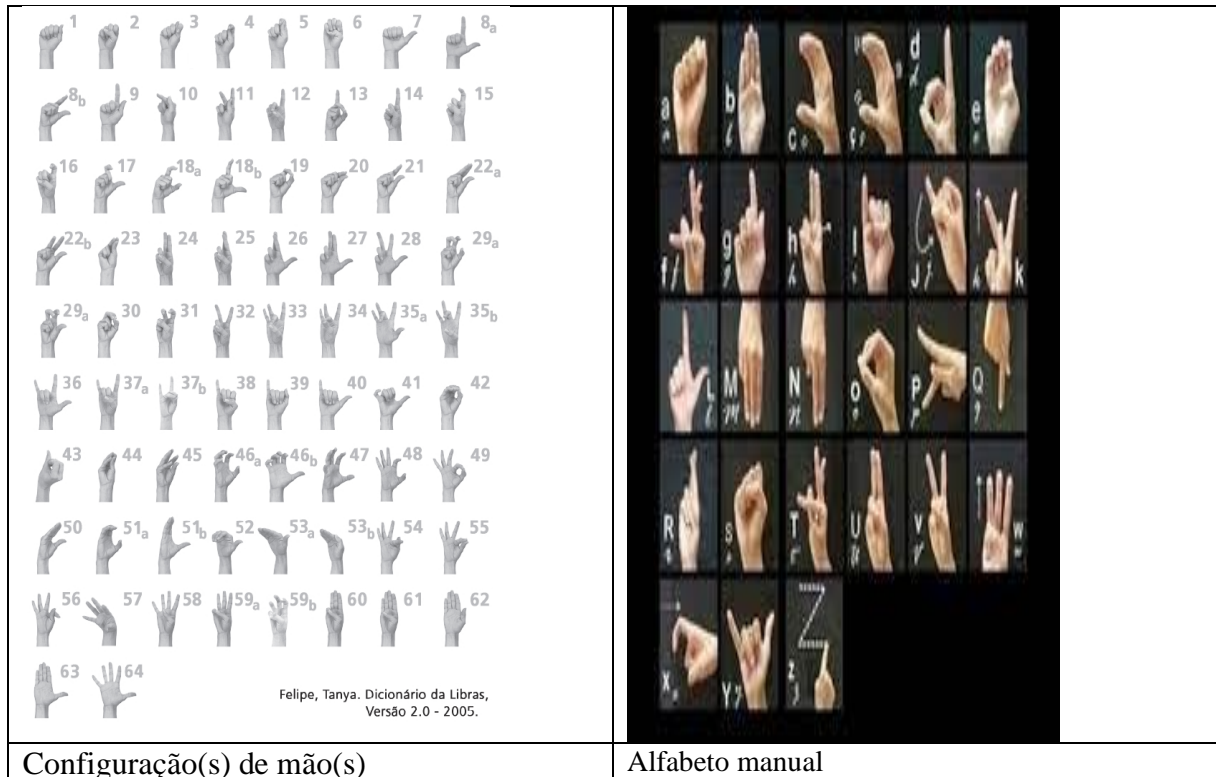 1 2 3 4 5 6 7 8a
8b 9 10 11 12 13 14 15
16 17 18a 18b 19 20 21 22a
22b 23 24 25 26 27 28 29a
29a 30 31 32 33 34 35a 35b
36 37a 37b 38 39 40 41 42
43 44 45 46a 46b 47 48 49
50 51a 51b 52 53a 53b 54 55
56 57 58 59a 59b 60 61 62
63 64
Felipe, Tanya. Dicionário da Libras,
Versão 2.0 - 2005.
a b c ç d e
f g h I J k
L M N O P Q
R S T U V w
x Y z
Configuração(s) de mão(s)
Alfabeto manual